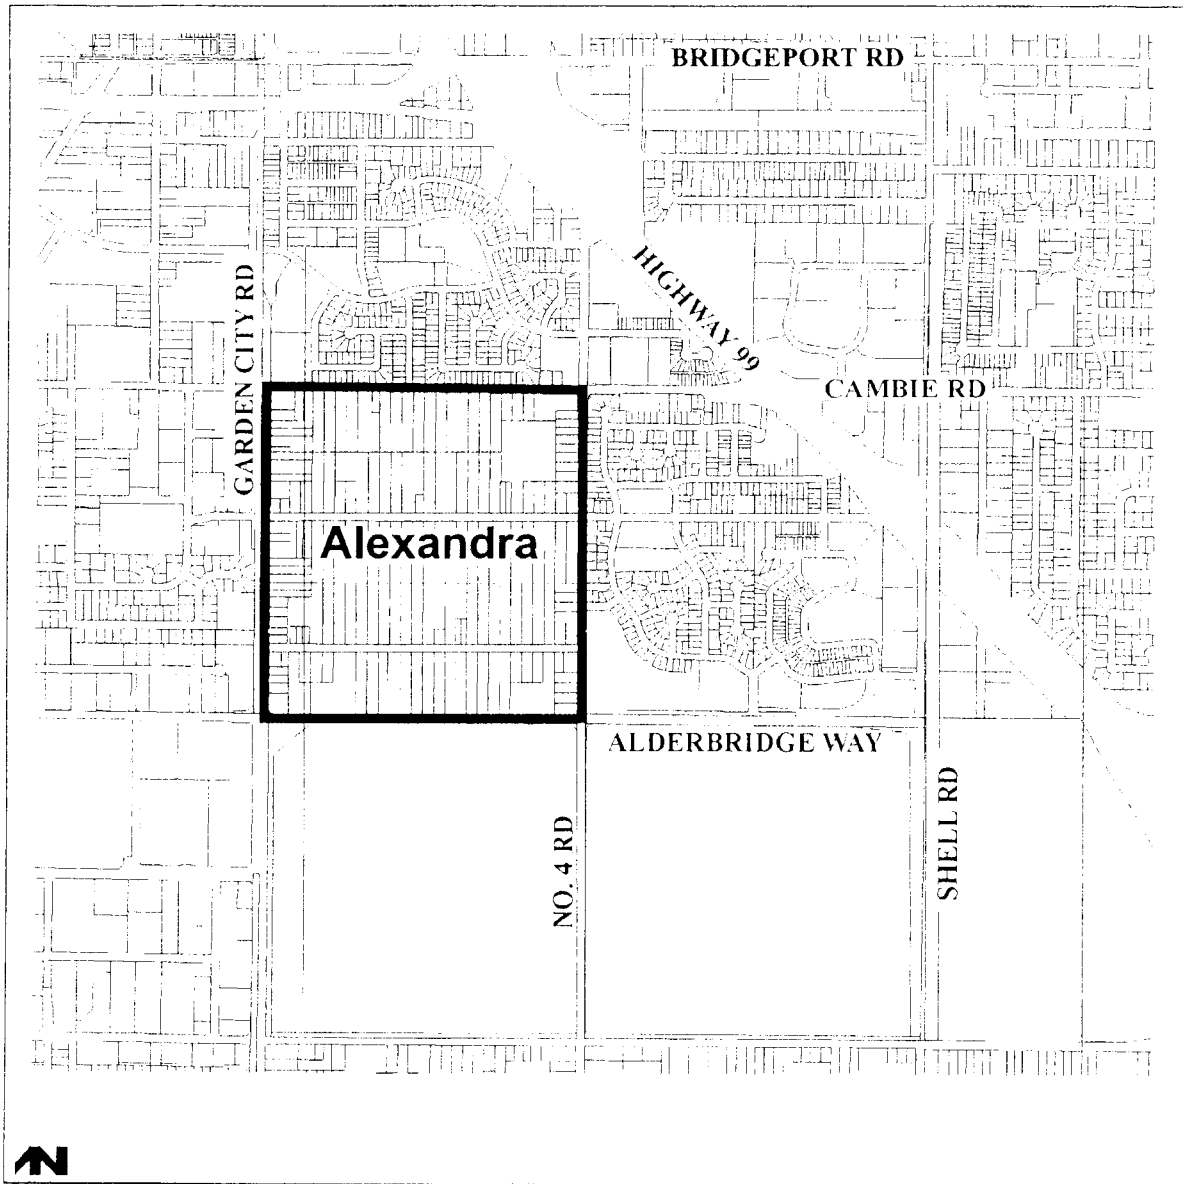 BRIDGEPORT RD
HIGHWAY 99
GARDEN CITY RD
CAMBIE RD
Alexandra
ALDERBRIDGE WAY
SHELL RD
NO. 4 RD
N